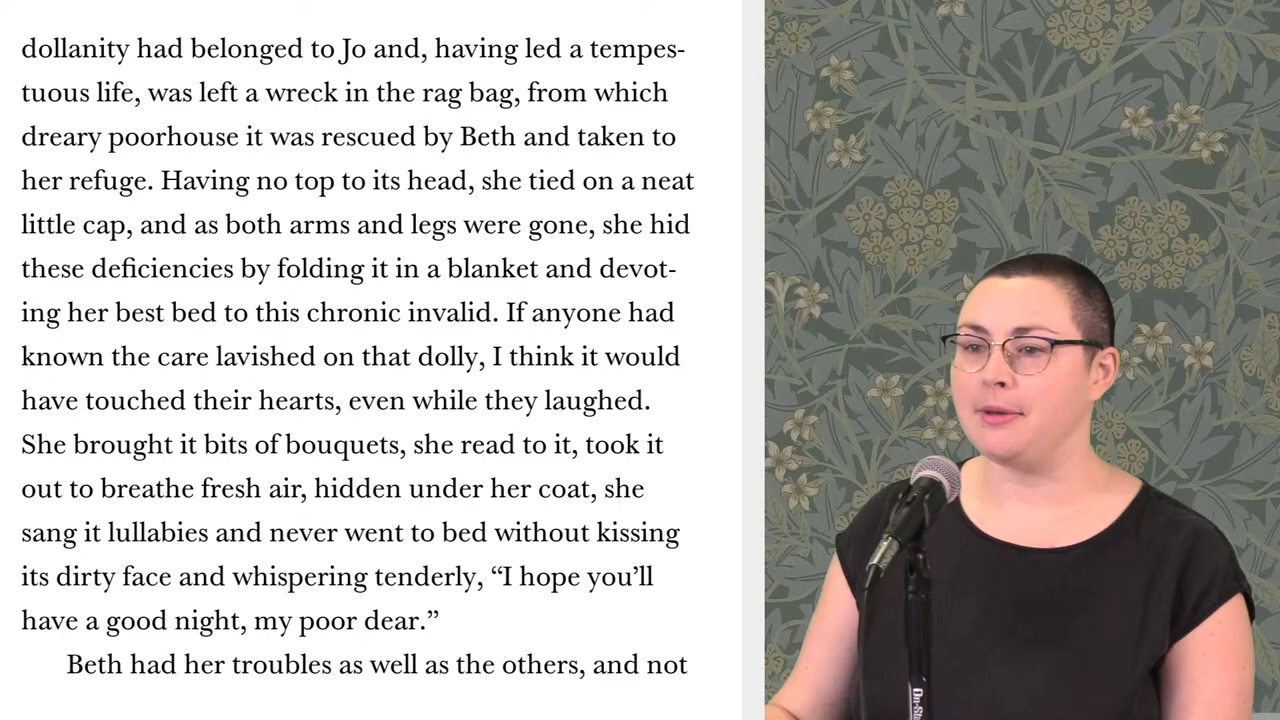 dollanity had belonged to Jo and, having led a tempes-
tuous life, was left a wreck in the rag bag, from which
dreary poorhouse it was rescued by Beth and taken to
her refuge. Having no top to its head, she tied on a neat
little cap, and as both arms and legs were gone, she hid
these deficiencies by folding it in a blanket and devot-
ing her best bed to this chronic invalid. If anyone had
known the care lavished on that dolly, I think it would
have touched their hearts, even while they laughed.
She brought it bits of bouquets, she read to it, took it
out to breathe fresh air, hidden under her coat, she
sang it lullabies and never went to bed without kissing
its dirty face and whispering tenderly, “I hope you’ll
have a good night, my poor dear.”
Beth had her troubles as well as the others, and not